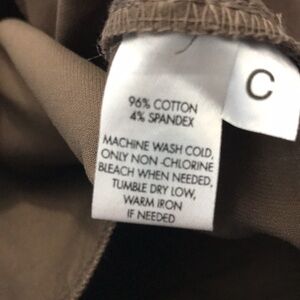 C
96% COTTON
4% SPANDEX
MACHINE WASH COLD,
ONLY NON-CHLORINE
BLEACH WHEN NEEDED,
TUMBLE DRY LOW,
WARM IRON
IF NEEDED